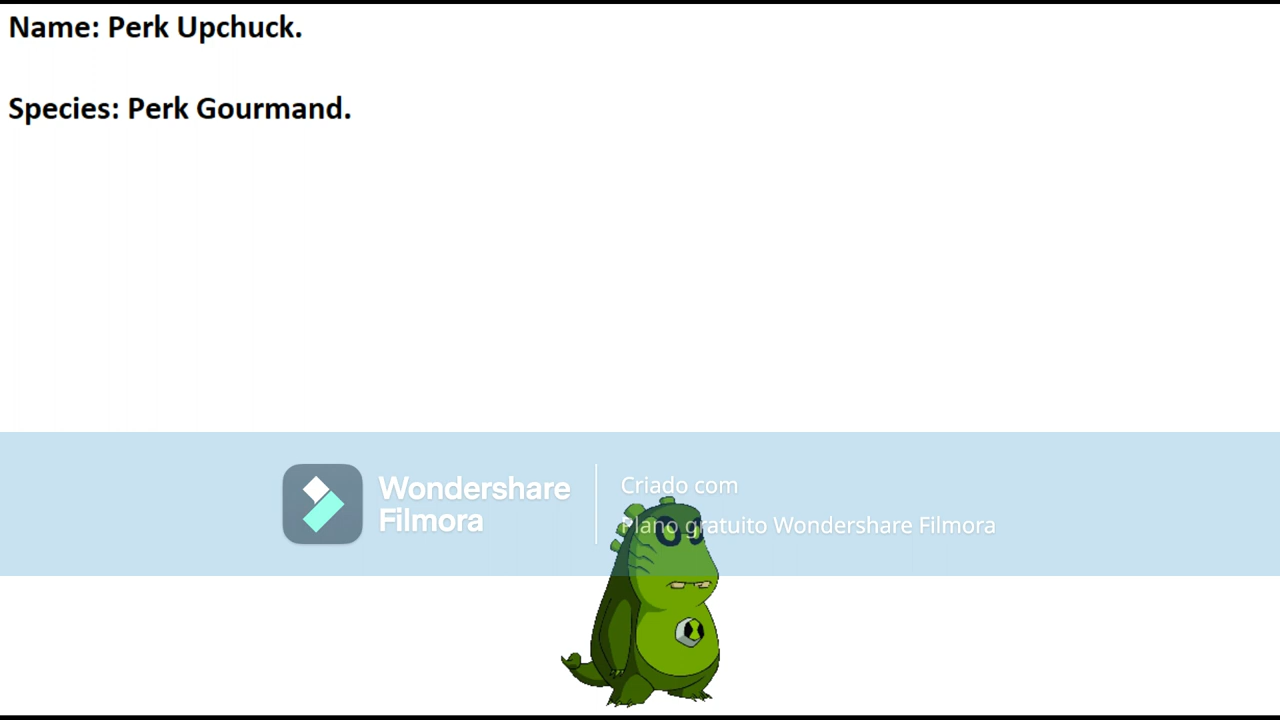 Name: Perk Upchuck.
Species: Perk Gourmand.
Wondershare
Filmora
Criado com
Plano gratuito Wondershare Filmora